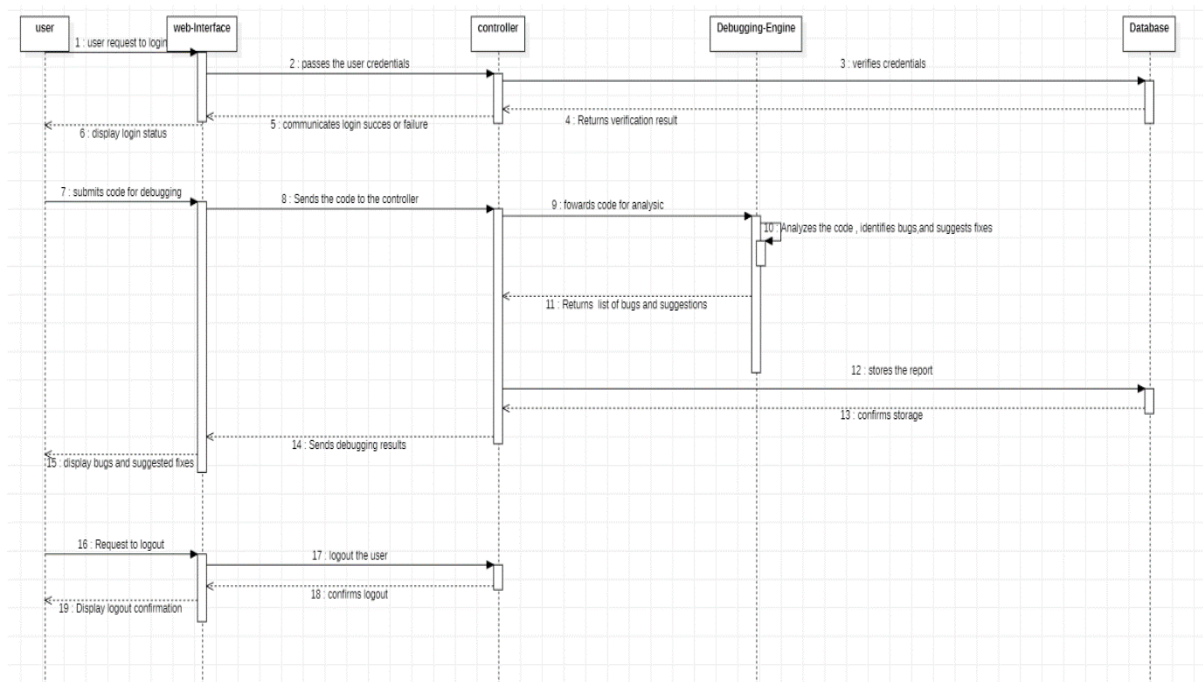 user
web-Interface
controller
Debugging-Engine
Database
1 : user request to login
2 : passes the user credentials
3 : verifies credentials
4 : Returns verification result
5 : communicates login succes or failure
6 : display login status
7 : submits code for debugging
8 : Sends the code to the controller
9 : fowards code for analysic
10 : Analyzes the code , identifies bugs,and suggests fixes
11 : Returns list of bugs and suggestions
12 : stores the report
13 : confirms storage
14 : Sends debugging results
15 : display bugs and suggested fixes
16 : Request to logout
17 : logout the user
18 : confirms logout
19 : Display logout confirmation